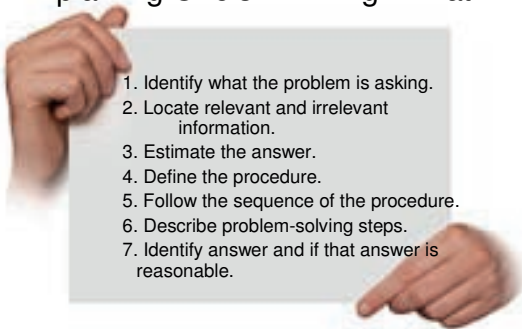 1. Identify what the problem is asking.
2. Locate relevant and irrelevant
information.
3. Estimate the answer.
4. Define the procedure.
5. Follow the sequence of the procedure.
6. Describe problem-solving steps.
7. Identify answer and if that answer is
reasonable.